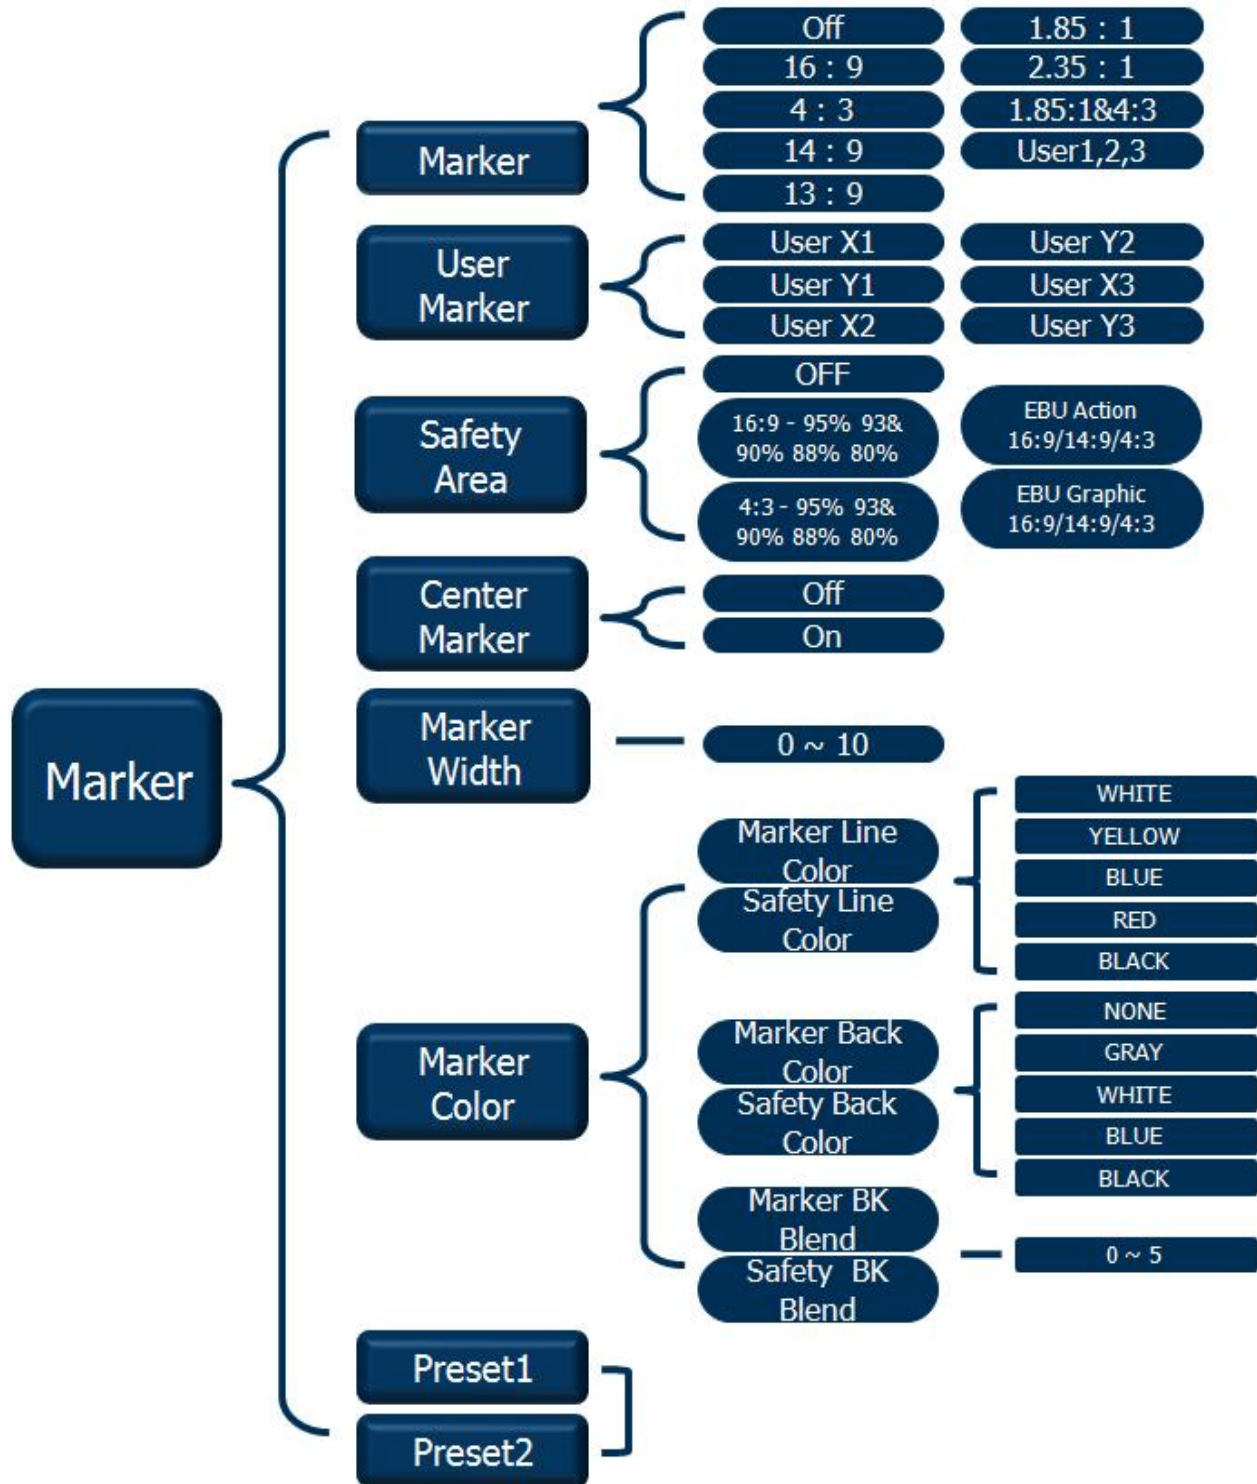 Marker
Marker
Off
16 : 9
4 : 3
14 : 9
13 : 9
1.85 : 1
2.35 : 1
1.85:1&4:3
User1,2,3
User
Marker
User X1
User Y1
User X2
User Y2
User X3
User Y3
Safety
Area
OFF
16:9 - 95% 93&
90% 88% 80%
4:3 - 95% 93&
90% 88% 80%
EBU Action
16:9/14:9/4:3
EBU Graphic
16:9/14:9/4:3
Center
Marker
Off
On
Marker
Width
0 ~ 10
Marker
Color
Marker Line
Color
Safety Line
Color
WHITE
YELLOW
BLUE
RED
BLACK
Marker Back
Color
Safety Back
Color
NONE
GRAY
WHITE
BLUE
BLACK
Marker BK
Blend
Safety BK
Blend
0 ~ 5
Preset1
Preset2